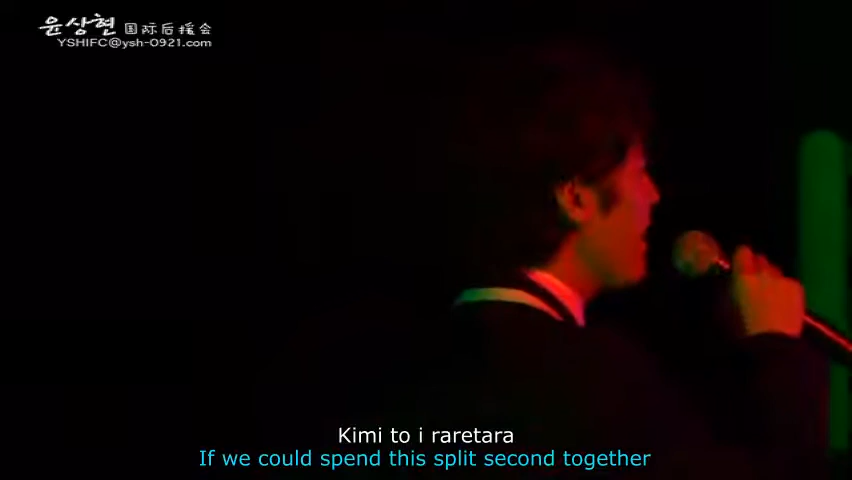 윤상현 国际后援会
YSHIFC@ysh-0921.com
Kimi to i raretara
If we could spend this split second together